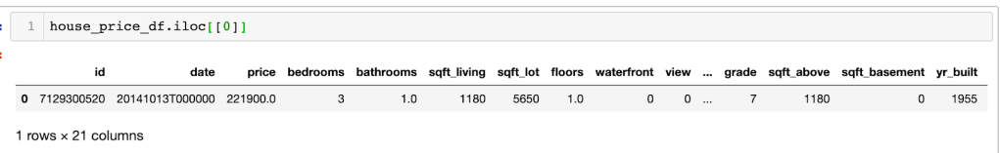 1 house_price_df.iloc[[0]]
id date price bedrooms bathrooms sqft_living sqft_lot floors waterfront view ... grade sqft_above sqft_basement yr_built
0 7129300520 20141013T000000 221900.0 3 1.0 1180 5650 1.0 0 0 ... 7 1180 0 1955
1 rows × 21 columns